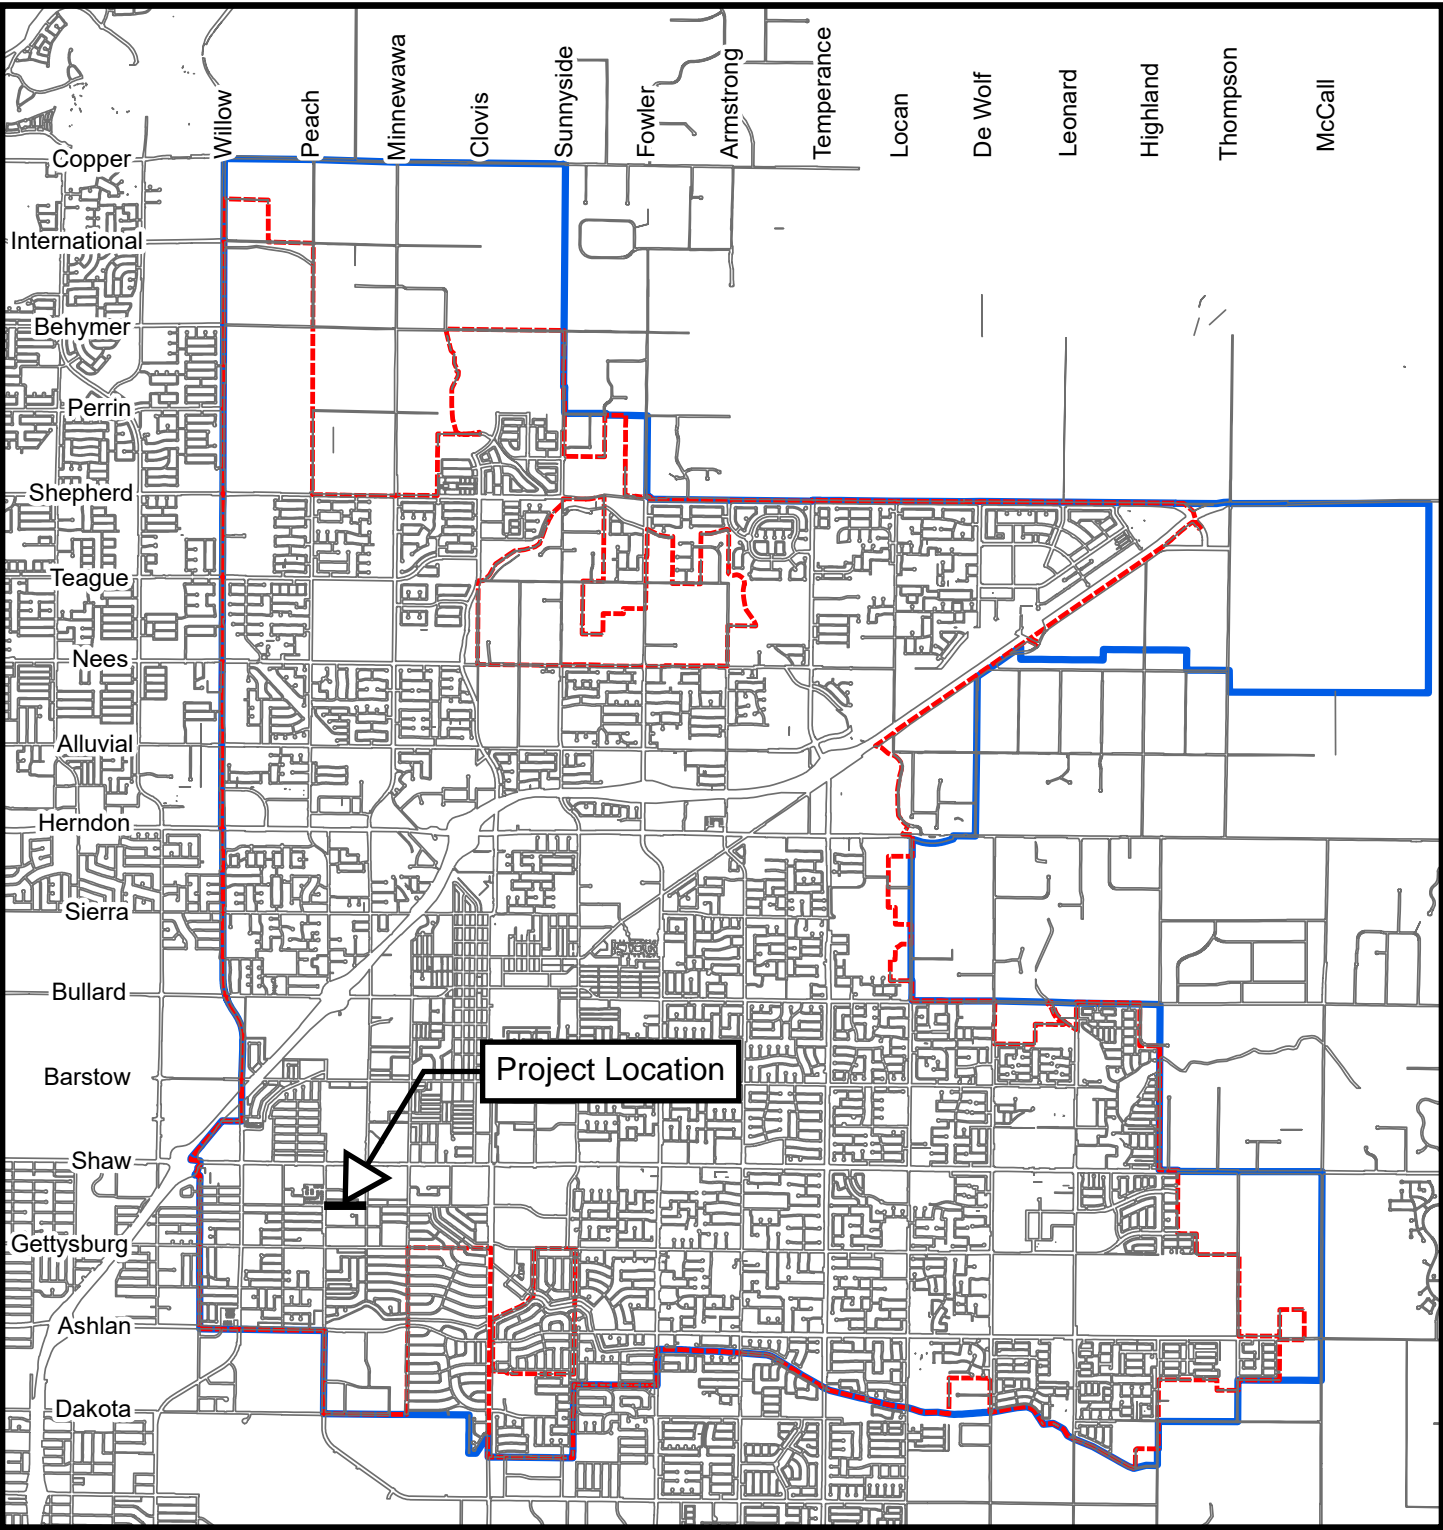 Willow
Peach
Minnewawa
Clovis
Sunnyside
Fowler
Armstrong
Temperance
Locan
De Wolf
Leonard
Highland
Thompson
McCall
Copper
International
Behymer
Perrin
Shepherd
Teague
Nees
Alluvial
Herndon
Sierra
Bullard
Barstow
Project Location
Shaw
Gettysburg
Ashlan
Dakota